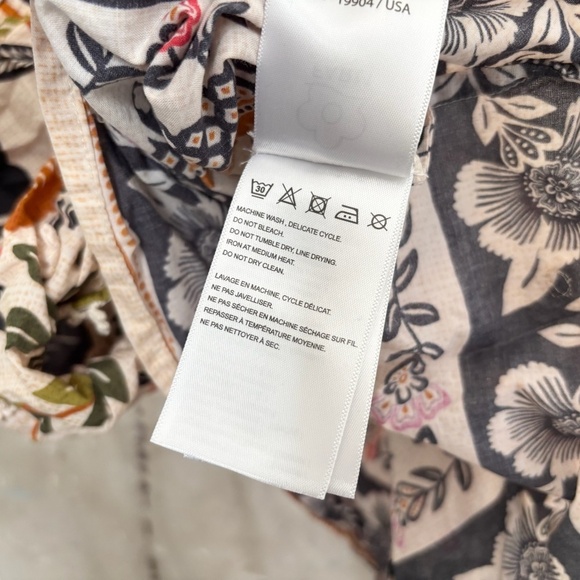 19904 / USA
30
MACHINE WASH , DELICATE CYCLE.
DO NOT BLEACH.
DO NOT TUMBLE DRY, LINE DRYING.
IRON AT MEDIUM HEAT.
DO NOT DRY CLEAN.
LAVAGE EN MACHINE, CYCLE DÉLICAT.
NE PAS JAVELLISER.
NE PAS SÉCHER EN MACHINE SÉCHAGE SUR FIL.
REPASSER À TEMPÉRATURE MOYENNE.
NE PAS NETTOYER À SEC.